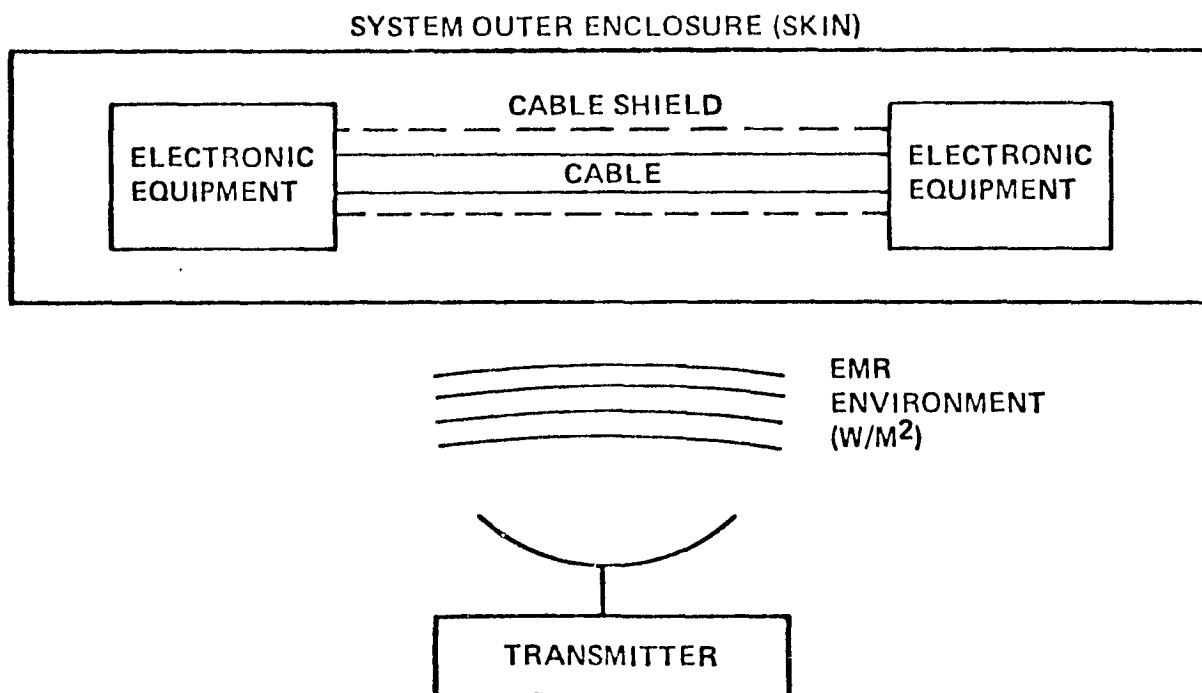 SYSTEM OUTER ENCLOSURE (SKIN)
CABLE SHIELD
ELECTRONIC
EQUIPMENT
CABLE
ELECTRONIC
EQUIPMENT
EMR
ENVIRONMENT
(W/M²)
TRANSMITTER